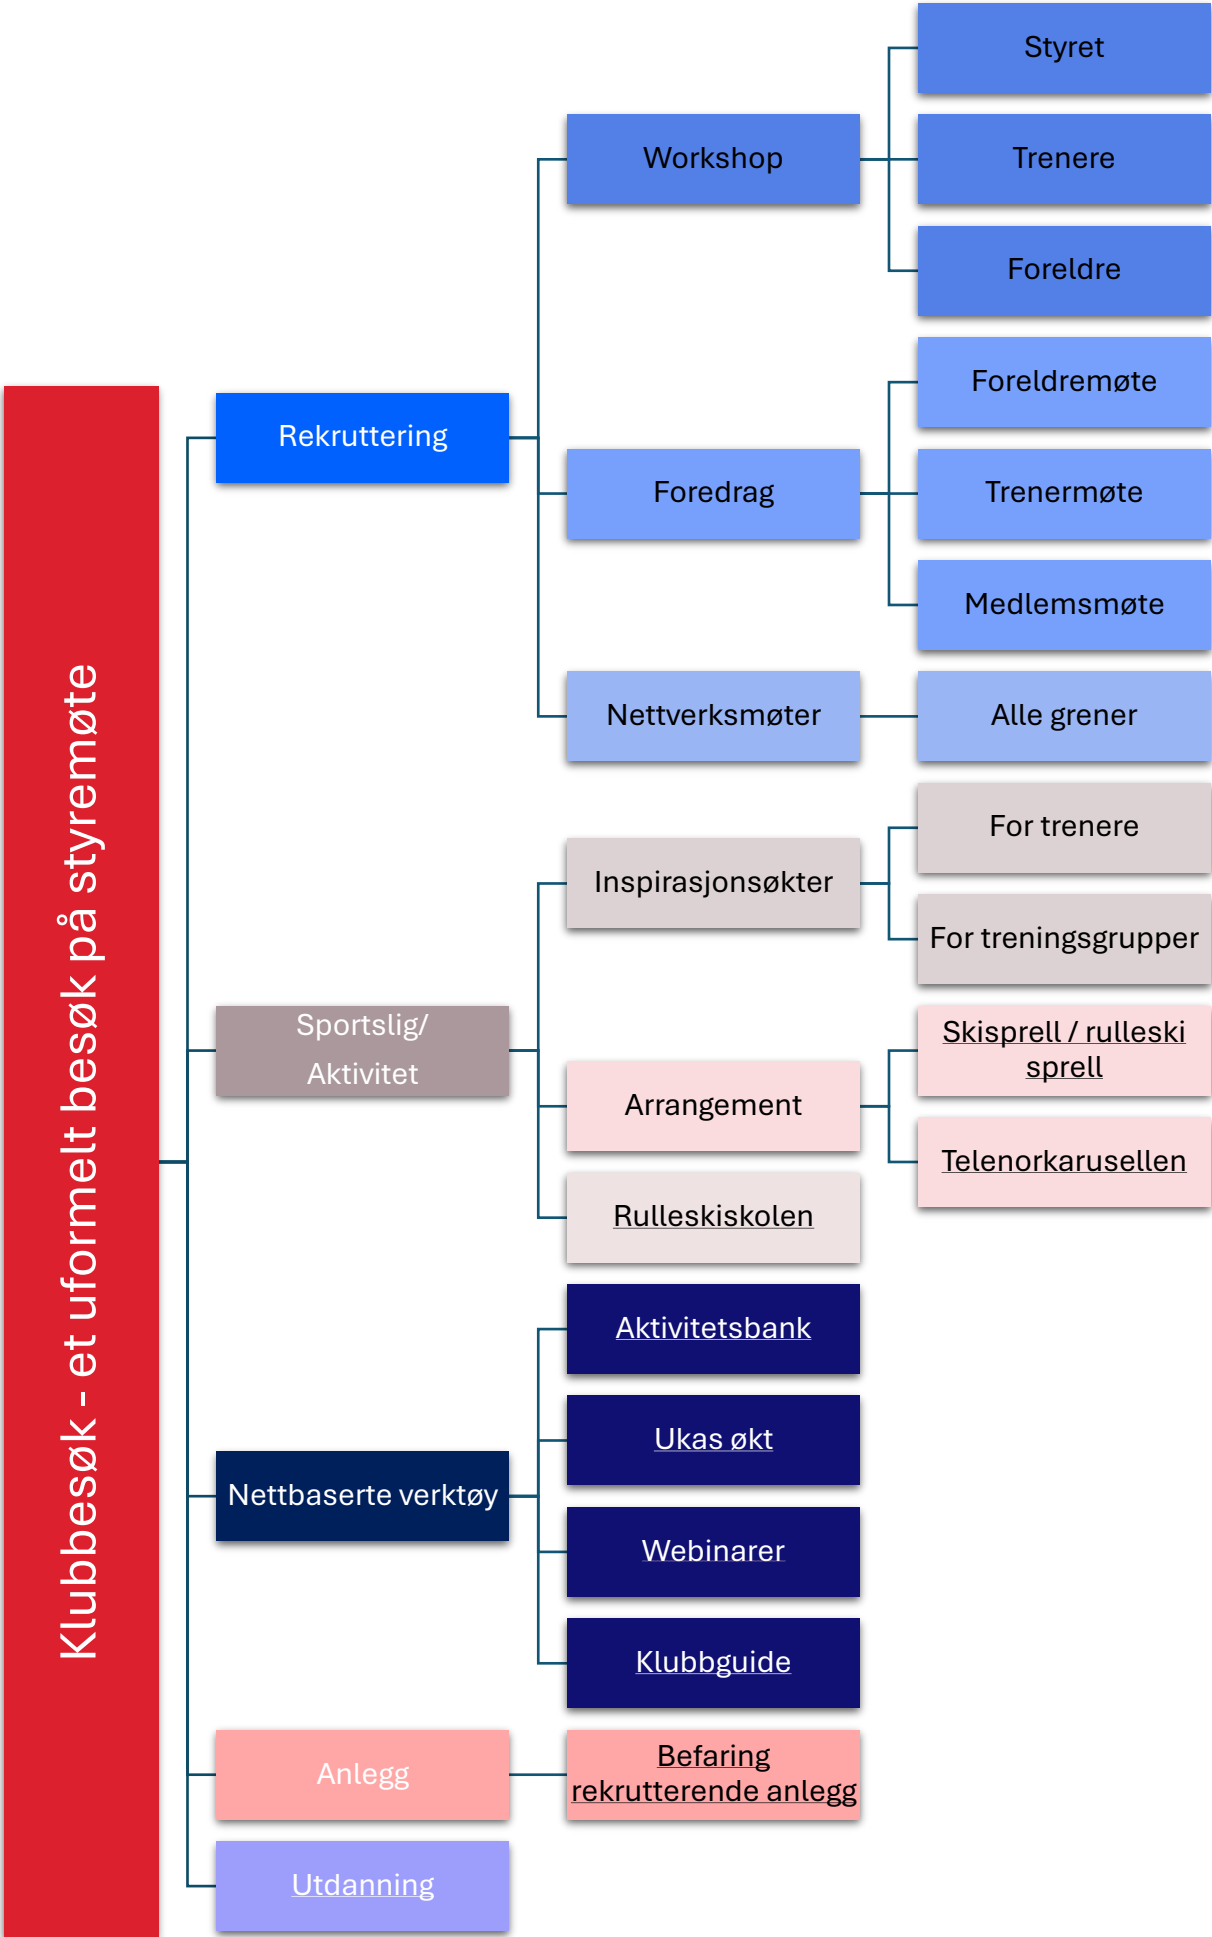 Klubbesøk - et uformelt besøk på styremøte
Rekruttering
Workshop
Styret
Trenere
Foreldre
Foredrag
Foreldremøte
Trenermøte
Medlemsmøte
Nettverksmøter
Alle grener
Sportslig/
Aktivitet
Inspirasjonsøkter
For trenere
For treningsgrupper
Arrangement
Skisprell / rulleski
sprell
Telenorkarusellen
Rulleskiskolen
Nettbaserte verktøy
Aktivitetsbank
Ukas økt
Webinarer
Klubbguide
Anlegg
Befaring
rekrutterende anlegg
Utdanning